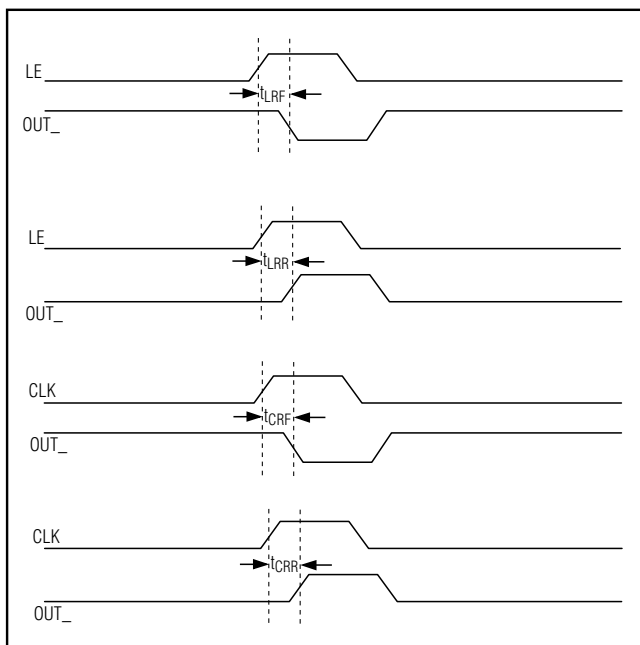 LE
tLRF
OUT_
LE
tLRR
OUT_
CLK
tCRF
OUT_
CLK
tCRR
OUT_